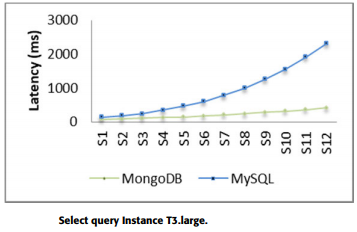 3000
2000
1000
0
Latency (ms)
S1 S2 S3 S4 S5 S6 S7 S8 S9 S10 S11 S12
MongoDB MySQL
Select query Instance T3.large.